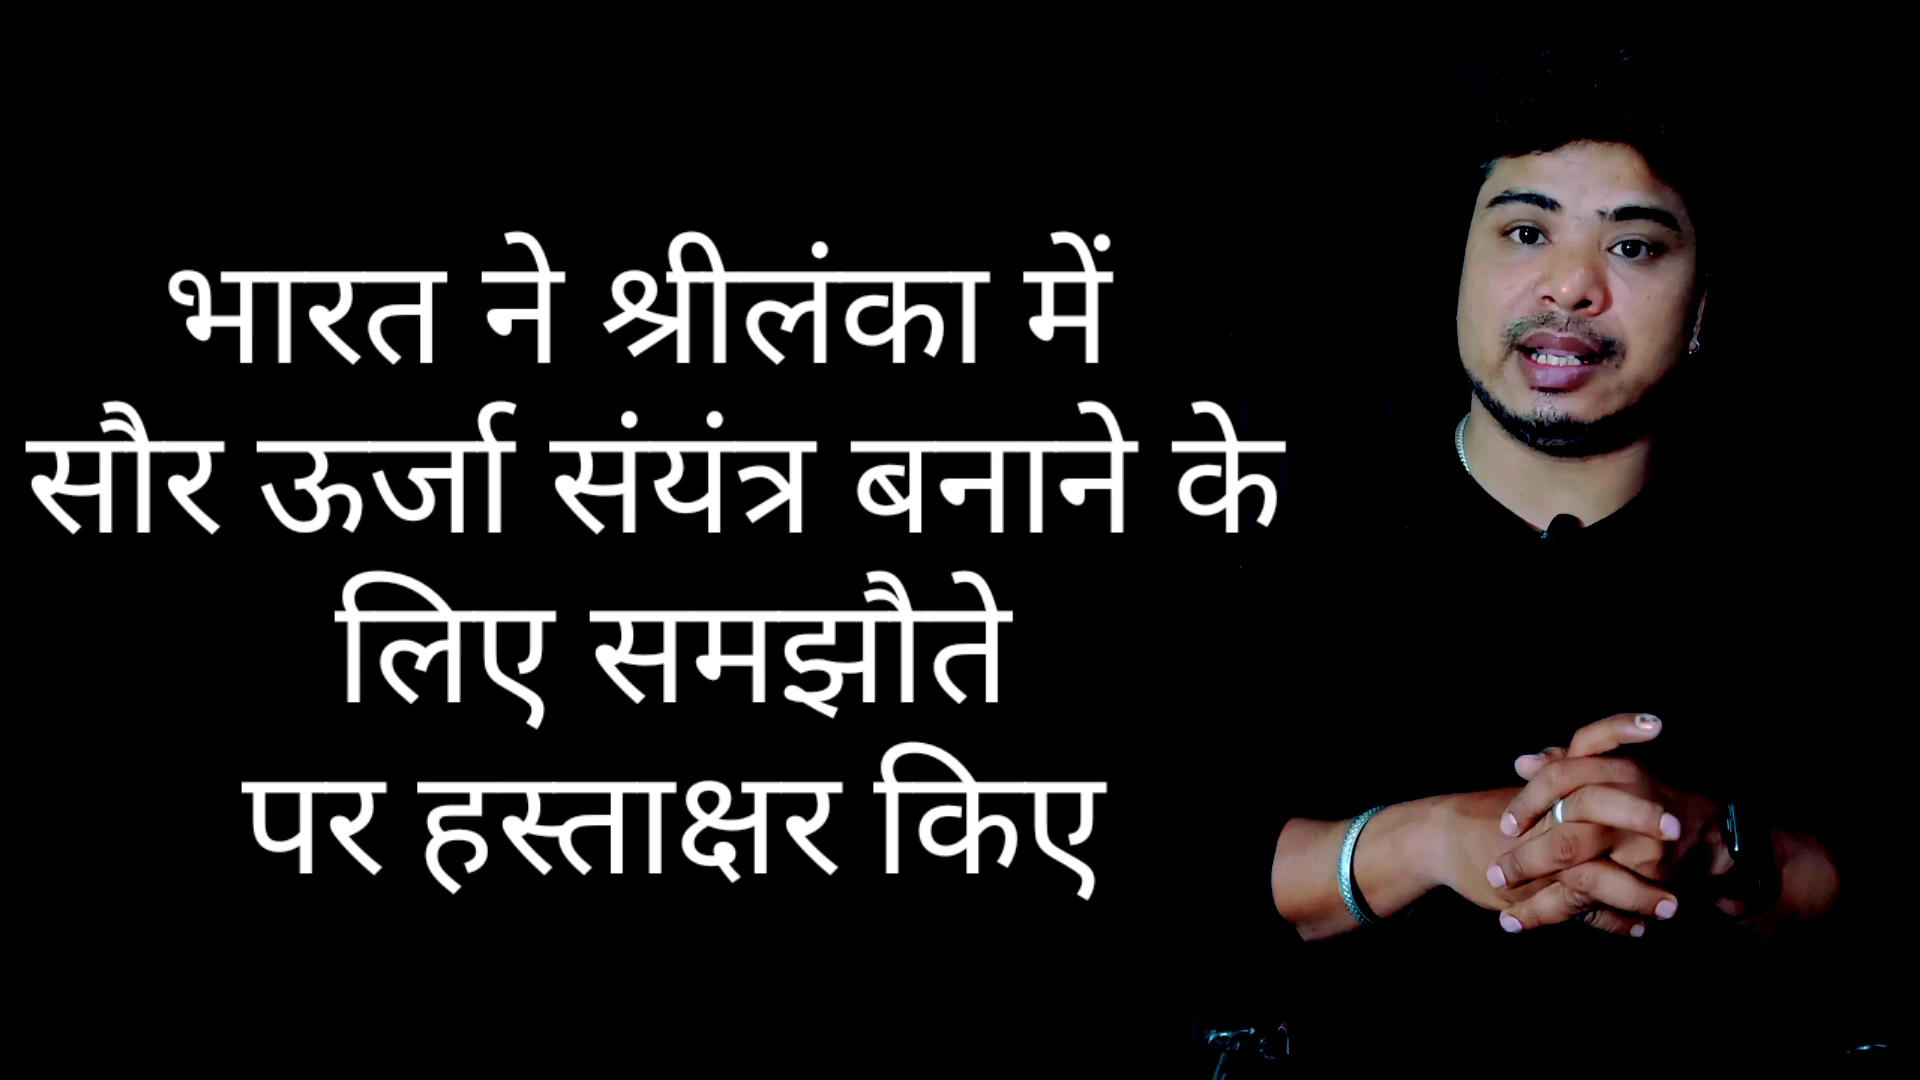 भारत ने श्रीलंका में
सौर ऊर्जा संयंत्र बनाने के
लिए समझौते
पर हस्ताक्षर किए